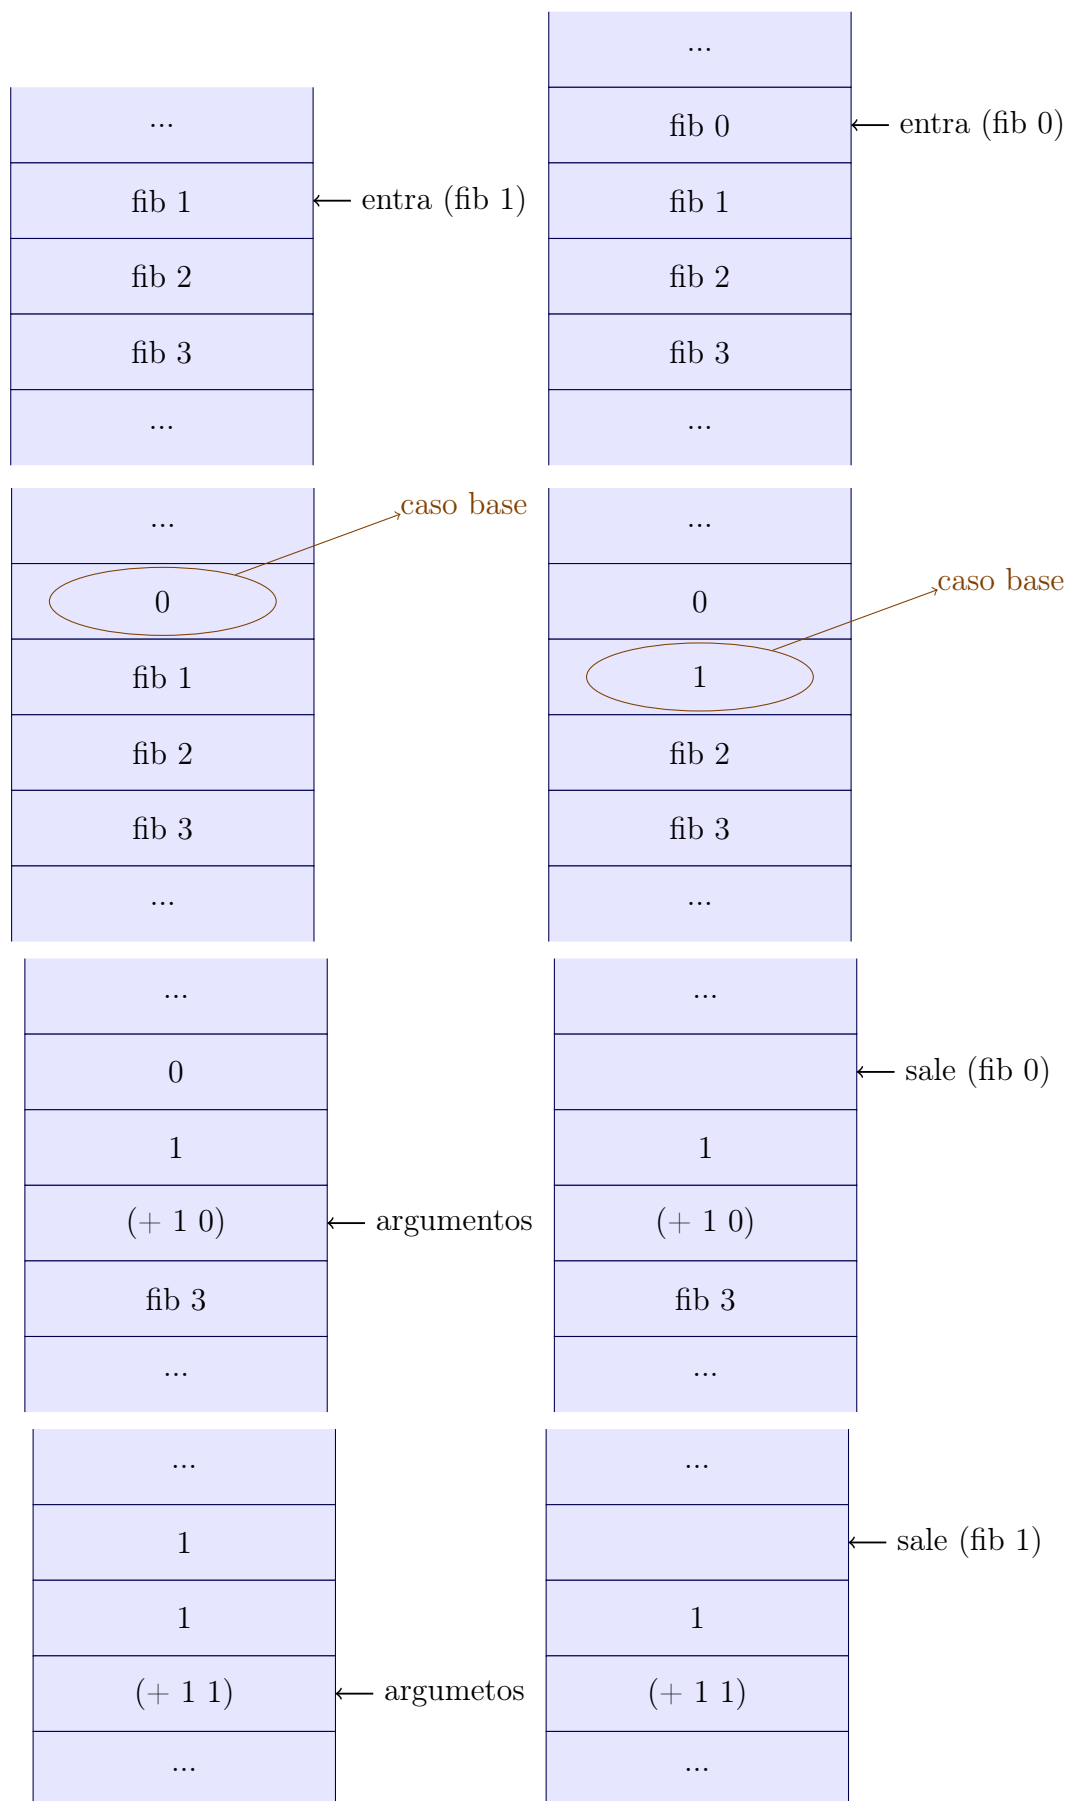 ...
fib 1 ← entra (fib 1)
fib 2
fib 3
...
...
fib 0 ← entra (fib 0)
fib 1
fib 2
fib 3
...
...
caso base
0
fib 1
fib 2
fib 3
...
...
0
caso base
1
fib 2
fib 3
...
...
0
1
(+ 1 0) ← argumentos
fib 3
...
...
← sale (fib 0)
1
(+ 1 0)
fib 3
...
...
1
1
(+ 1 1) ← argumetos
...
...
← sale (fib 1)
1
(+ 1 1)
...